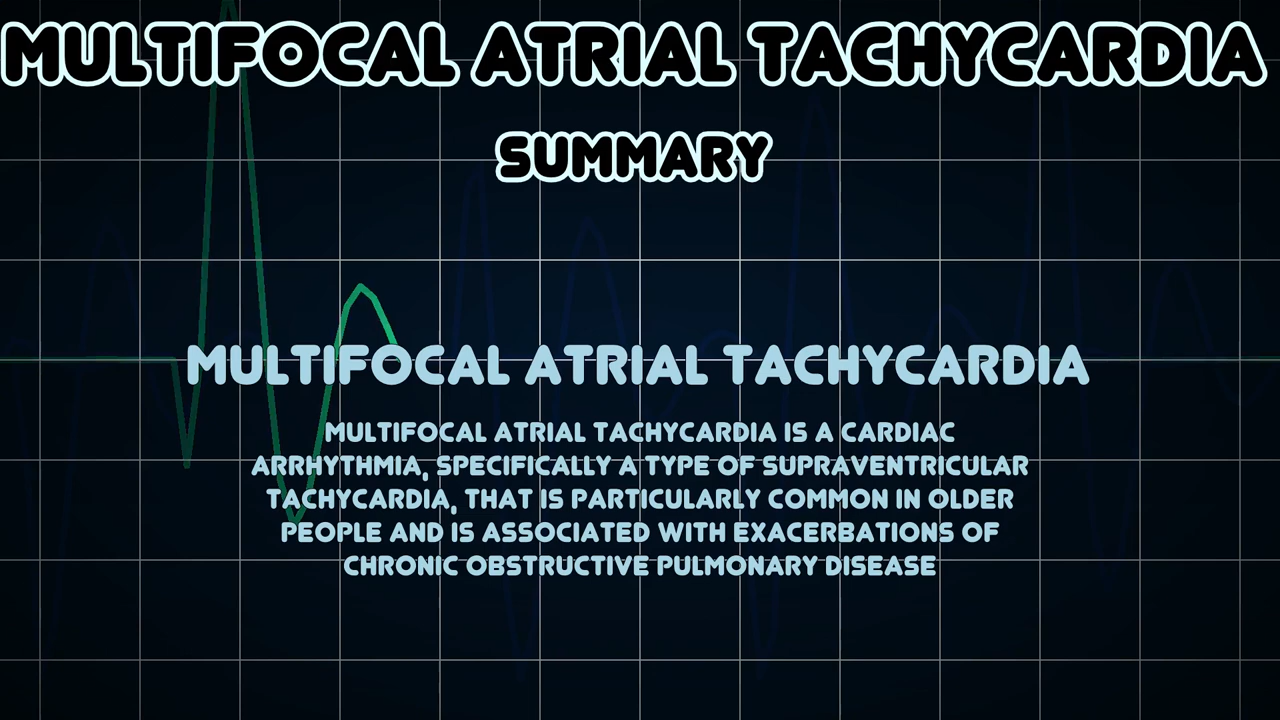 MULTIFOCAL ATRIAL TACHYCARDIA
SUMMARY
MULTIFOCAL ATRIAL TACHYCARDIA
MULTIFOCAL ATRIAL TACHYCARDIA IS A CARDIAC
ARRHYTHMIA, SPECIFICALLY A TYPE OF SUPRAVENTRICULAR
TACHYCARDIA, THAT IS PARTICULARLY COMMON IN OLDER
PEOPLE AND IS ASSOCIATED WITH EXACERBATIONS OF
CHRONIC OBSTRUCTIVE PULMONARY DISEASE